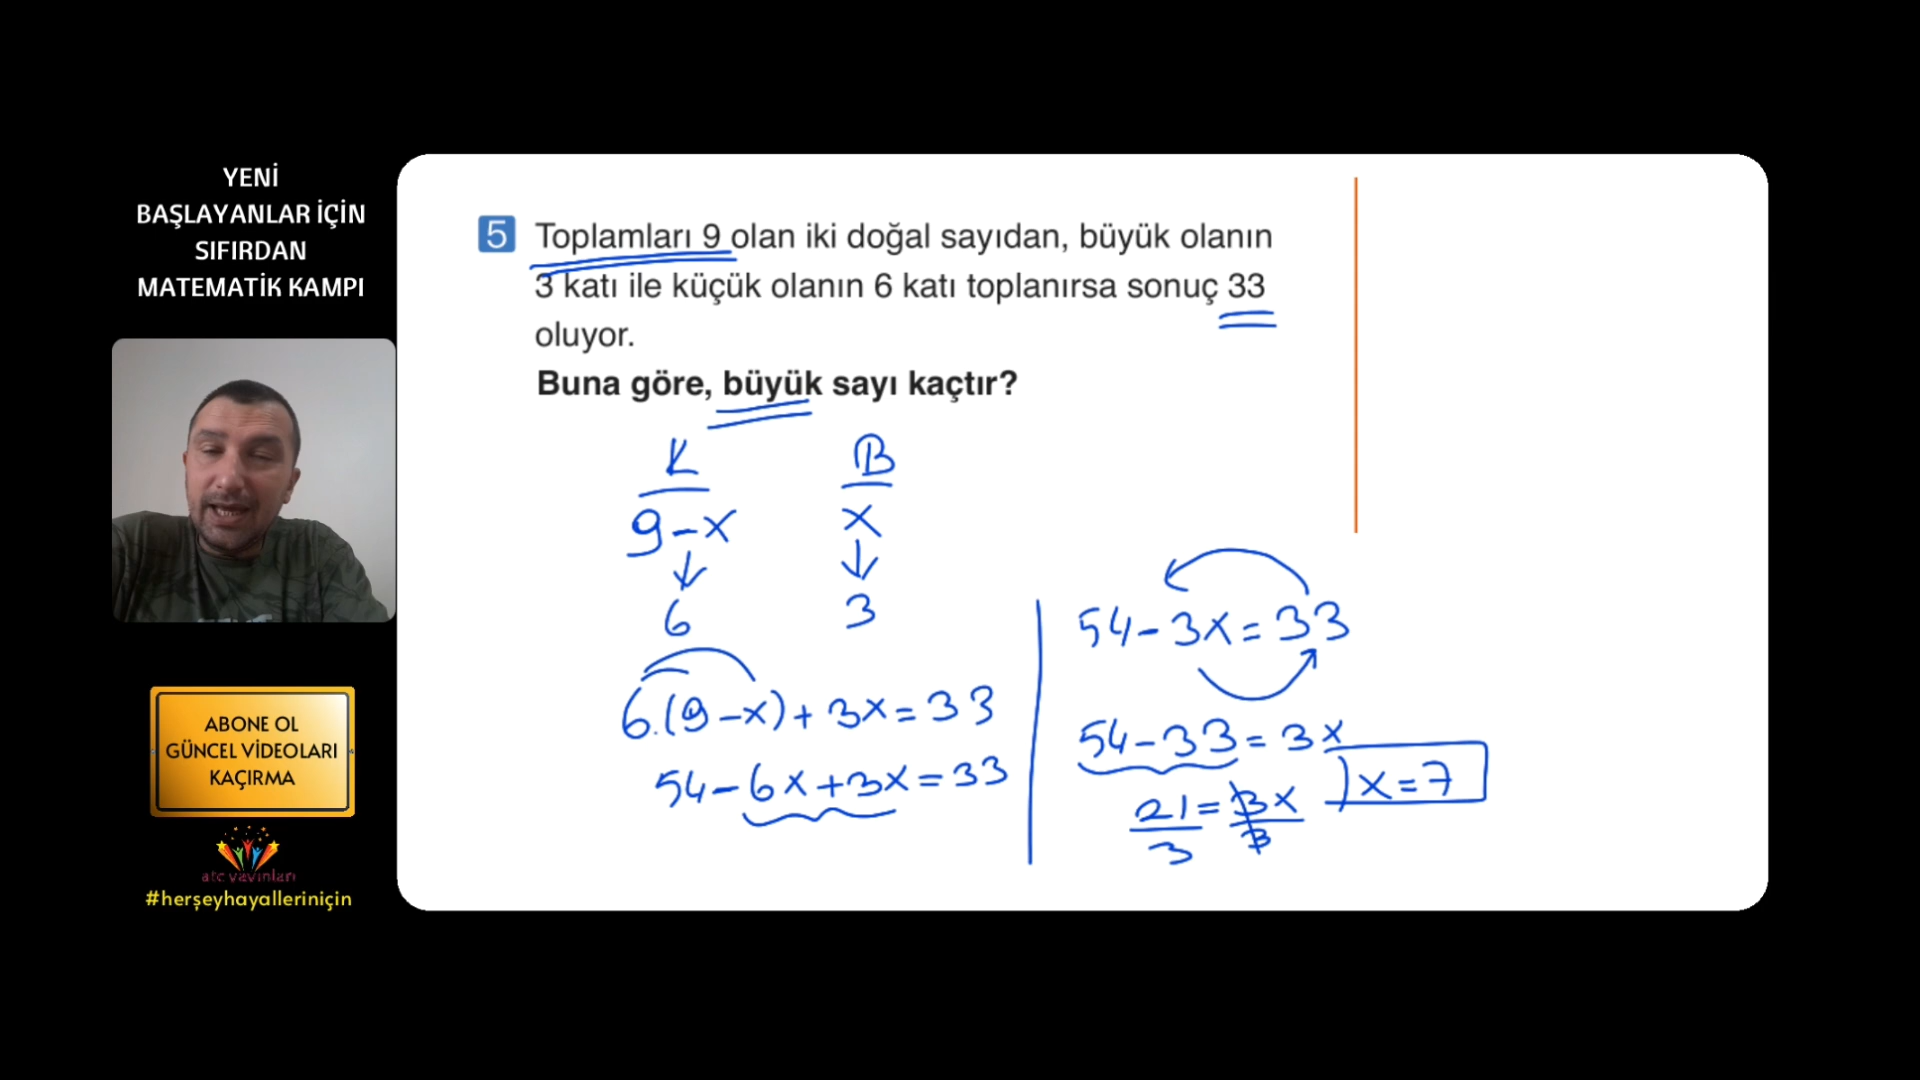 YENİ
BAŞLAYANLAR İÇİN
SIFIRDAN
MATEMATİK KAMPI
ABONE OL
GÜNCEL VİDEOLARI
KAÇIRMA
atc yayınları
#herşeyhayalleriniçin
5 Toplamları 9 olan iki doğal sayıdan, büyük olanın
3 katı ile küçük olanın 6 katı toplanırsa sonuç 33
oluyor.
Buna göre, büyük sayı kaçtır?
K B
9-x x
↓ ↓
6 3
6.(9-x)+3x=33
54-6x+3x=33
54-3x=33
54-33=3x
21/3=3x/3
x=7